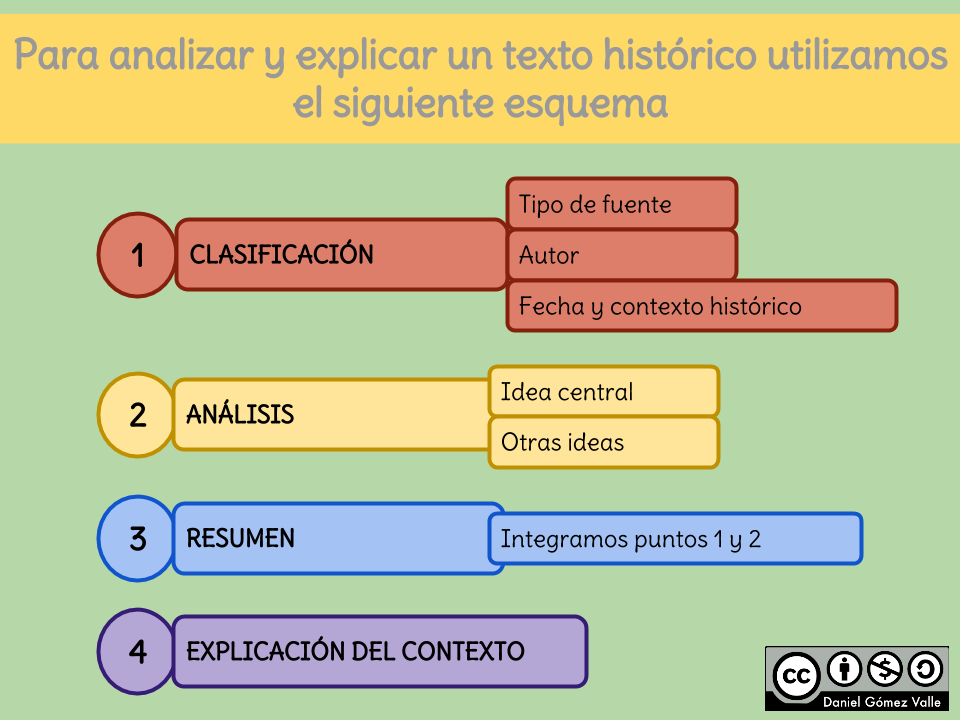 Para analizar y explicar un texto histórico utilizamos
el siguiente esquema
1
CLASIFICACIÓN
Tipo de fuente
Autor
Fecha y contexto histórico
2
ANÁLISIS
Idea central
Otras ideas
3
RESUMEN
Integramos puntos 1 y 2
4
EXPLICACIÓN DEL CONTEXTO
cc
Daniel Gómez Valle